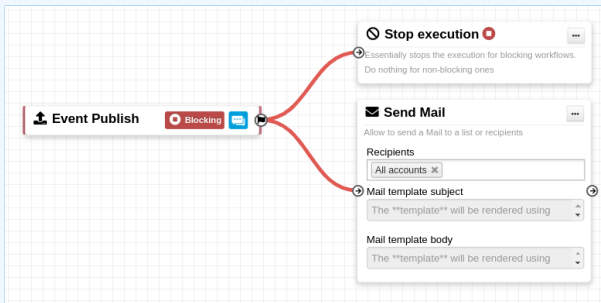 Stop execution
Essentially stops the execution for blocking workflows.
Do nothing for non-blocking ones
Event Publish
Blocking
Send Mail
Allow to send a Mail to a list or recipients
Recipients
All accounts
Mail template subject
The **template** will be rendered using
Mail template body
The **template** will be rendered using